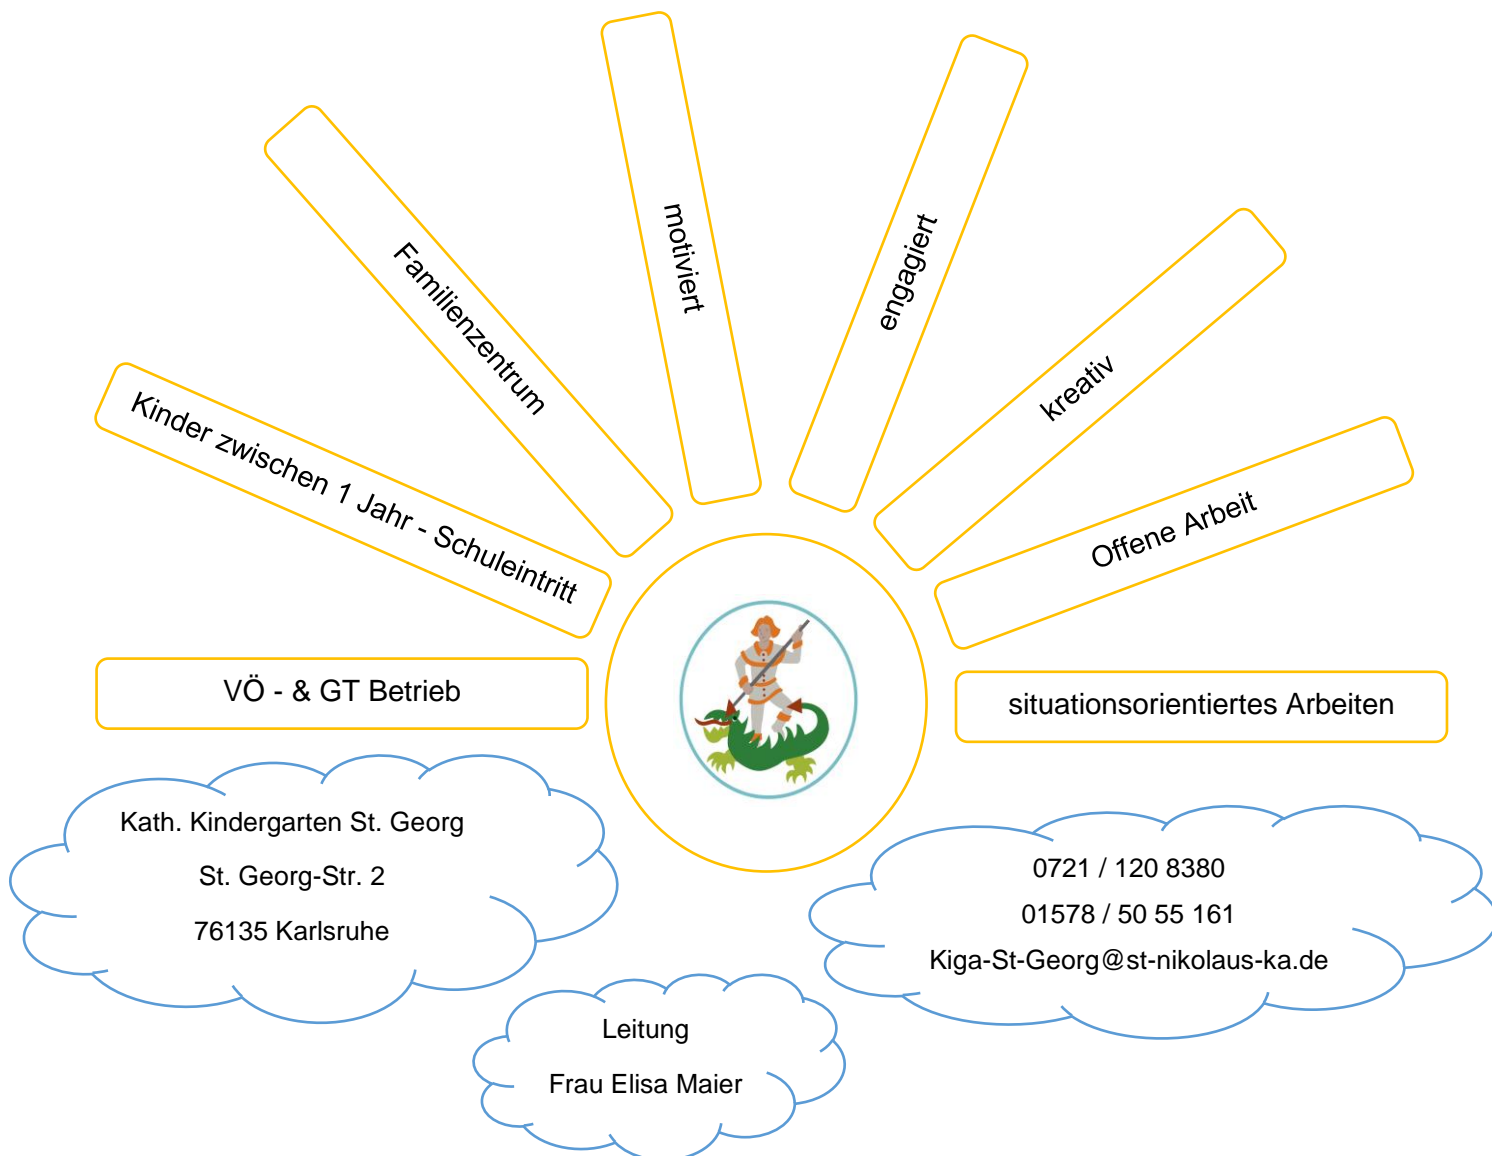 motiviert
engagiert
Familienzentrum
kreativ
Kinder zwischen 1 Jahr - Schuleintritt
Offene Arbeit
VÖ - & GT Betrieb
situationsorientiertes Arbeiten
Kath. Kindergarten St. Georg
St. Georg-Str. 2
76135 Karlsruhe
0721 / 120 8380
01578 / 50 55 161
Kiga-St-Georg@st-nikolaus-ka.de
Leitung
Frau Elisa Maier